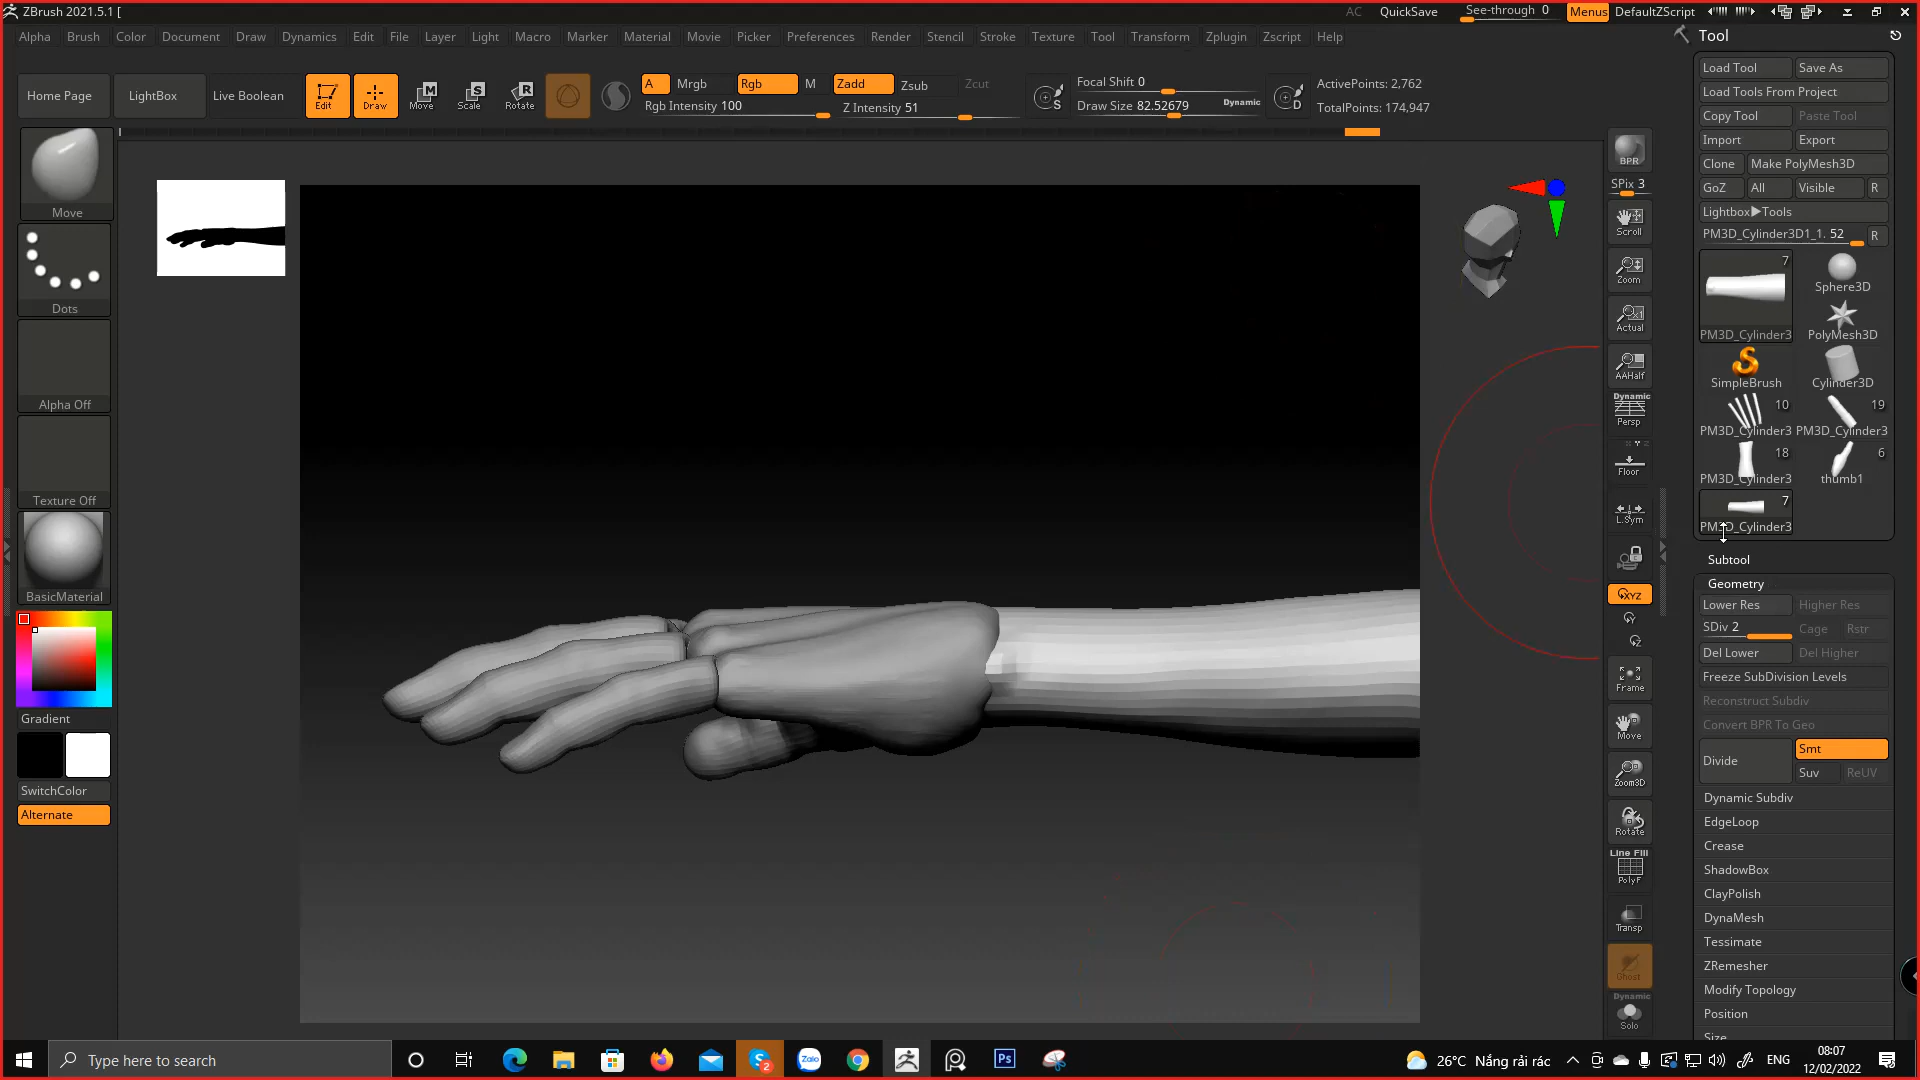 ZBrush 2021.5.1 [
AC QuickSave See-through 0 Menus DefaultZScript
Alpha Brush Color Document Draw Dynamics Edit File Layer Light Macro Marker Material Movie Picker Preferences Render Stencil Stroke Texture Tool Transform Zplugin Zscript Help
Home Page LightBox Live Boolean
Edit Draw Move Scale Rotate
A Mrgb Rgb M Zadd Zsub Zcut
Rgb Intensity 100 Z Intensity 51
Focal Shift 0
Draw Size 82.52679 Dynamic
ActivePoints: 2,762
TotalPoints: 174,947
Move
Dots
Alpha Off
Texture Off
BasicMaterial
Gradient
SwitchColor
Alternate
BPR
SPix 3
Scroll
Zoom
Actual
AAHalf
Dynamic
Persp
Floor
L.Sym
XYZ
Frame
Move
Zoom3D
Rotate
Line Fill
PolyF
Transp
Ghost
Dynamic
Solo
Tool
Load Tool Save As
Load Tools From Project
Copy Tool Paste Tool
Import Export
Clone Make PolyMesh3D
GoZ All Visible R
Lightbox▶Tools
PM3D_Cylinder3D1_1. 52 R
7
Sphere3D
PM3D_Cylinder3 PolyMesh3D
SimpleBrush Cylinder3D
10 19
PM3D_Cylinder3 PM3D_Cylinder3
18 6
PM3D_Cylinder3 thumb1
7
PM3D_Cylinder3
Subtool
Geometry
Lower Res Higher Res
SDiv 2 Cage Rstr
Del Lower Del Higher
Freeze SubDivision Levels
Reconstruct Subdiv
Convert BPR To Geo
Divide Smt
Suv ReUV
Dynamic Subdiv
EdgeLoop
Crease
ShadowBox
ClayPolish
DynaMesh
Tessimate
ZRemesher
Modify Topology
Position
Size
Type here to search
2
Zalo
Ps
26°C Nắng rải rác
ENG
08:07
12/02/2022